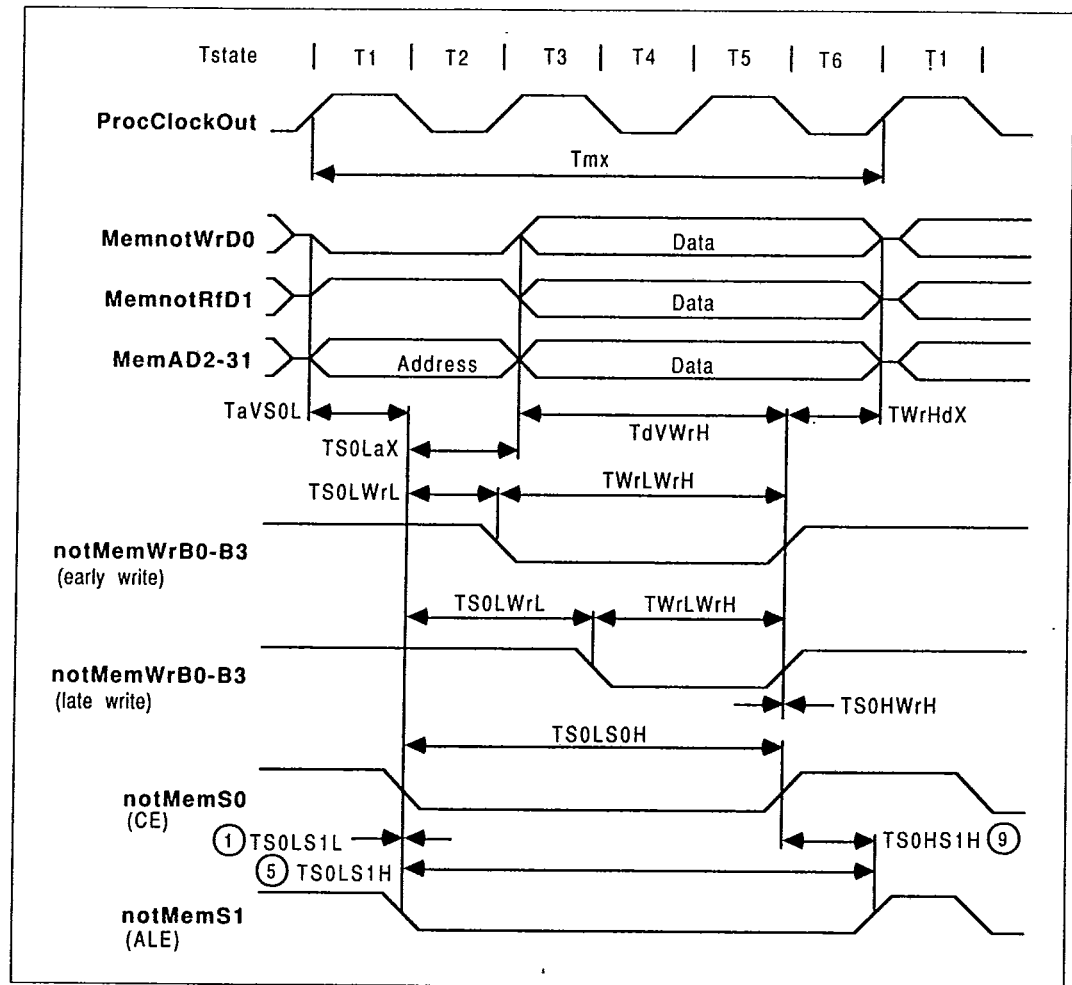 Tstate | T1 | T2 | T3 | T4 | T5 | T6 | T1 |
ProcClockOut
Tmx
MemnotWrD0 Data
MemnotRfD1 Data
MemAD2-31 Address Data
TaVS0L TdVWrH TWrHdX
TS0LaX
TS0LWrL TWrLWrH
notMemWrB0-B3
(early write)
TS0LWrL TWrLWrH
notMemWrB0-B3
(late write)
TS0HWrH
TS0LS0H
notMemS0
(CE)
1 TS0LS1L TS0HS1H 9
5 TS0LS1H
notMemS1
(ALE)